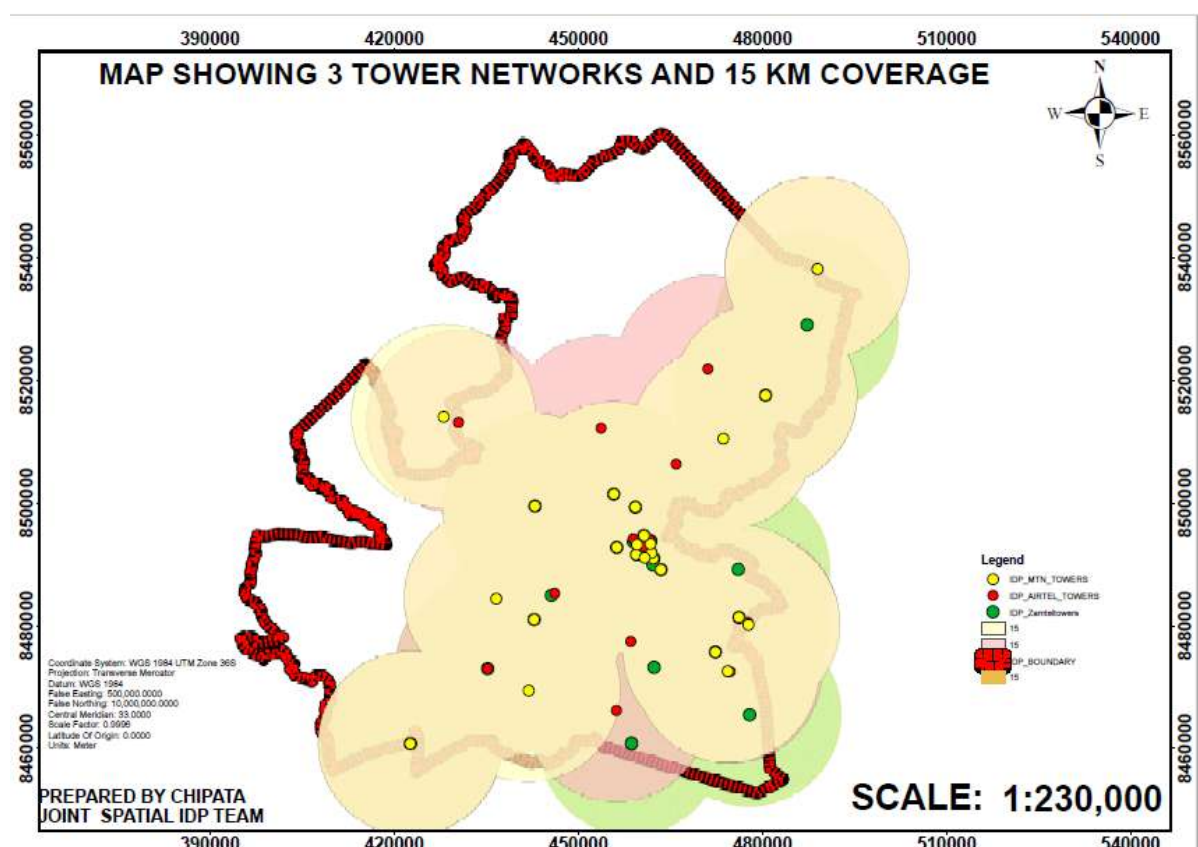 390000 420000 450000 480000 510000 540000
MAP SHOWING 3 TOWER NETWORKS AND 15 KM COVERAGE
N
W E
S
8560000 8560000
8540000 8540000
8520000 8520000
8500000 8500000
8480000 8480000
8460000 8460000
Legend
IDP_MTN_TOWERS
IDP_AIRTEL_TOWERS
IDP_Zamteltowers
15
15
DP_BOUNDARY
15
Coordinate System: WGS 1984 UTM Zone 36S
Projection: Transverse Mercator
Datum: WGS 1984
False Easting: 500,000.0000
False Northing: 10,000,000.0000
Central Meridian: 33.0000
Scale Factor: 0.9996
Latitude Of Origin: 0.0000
Units: Meter
PREPARED BY CHIPATA
JOINT SPATIAL IDP TEAM
SCALE: 1:230,000
390000 420000 450000 480000 510000 540000